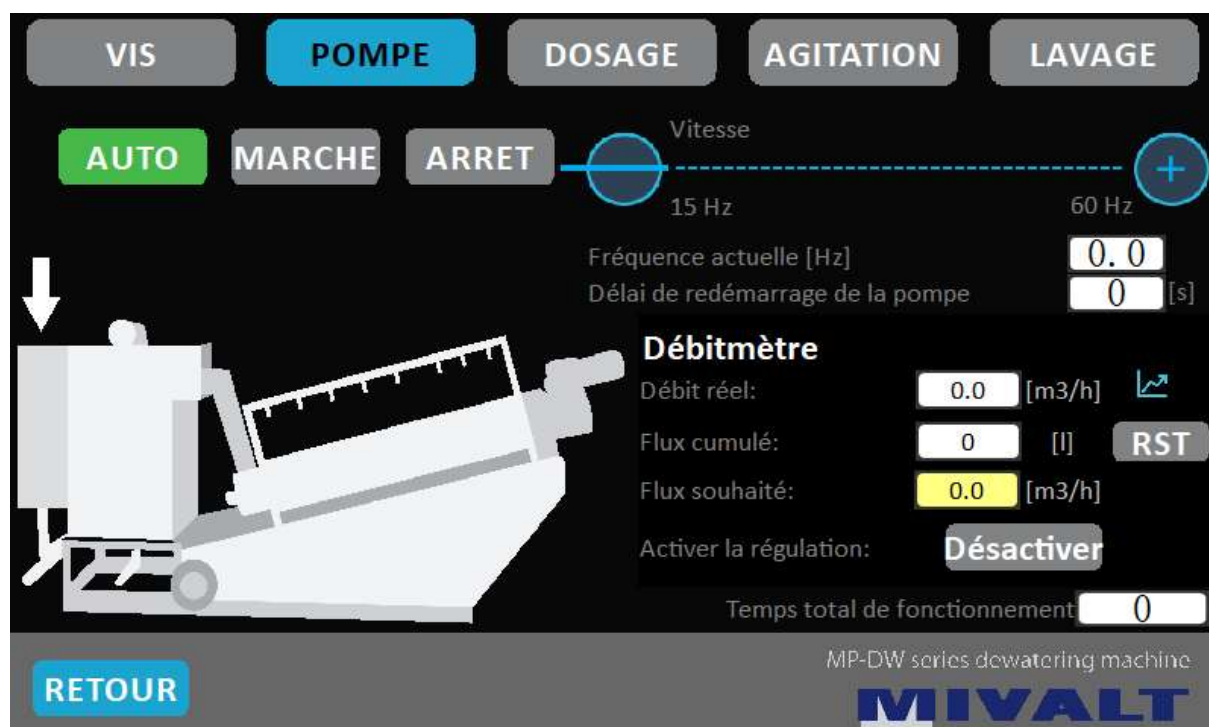 VIS POMPE DOSAGE AGITATION LAVAGE
AUTO MARCHE ARRET
Vitesse
+
15 Hz 60 Hz
Fréquence actuelle [Hz] 0.0
Délai de redémarrage de la pompe 0 [s]
Débitmètre
Débit réel: 0.0 [m3/h]
Flux cumulé: 0 [l] RST
Flux souhaité: 0.0 [m3/h]
Activer la régulation: Désactiver
Temps total de fonctionnement 0
MP-DW series dewatering machine
RETOUR
MIVALT